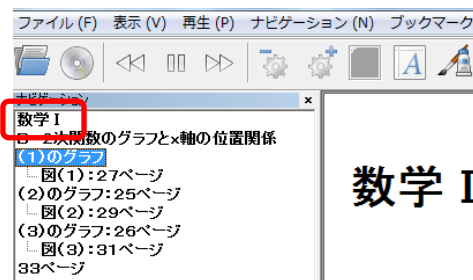 ファイル(F) 表示(V) 再生(P) ナビゲーション(N) ブックマーク
A A
ナビゲーション ×
数学Ⅰ
B 2次関数のグラフとx軸の位置関係
(1)のグラフ
図(1):27ページ
(2)のグラフ:25ページ
図(2):29ページ
(3)のグラフ:26ページ
図(3):31ページ
33ページ
数学Ⅰ